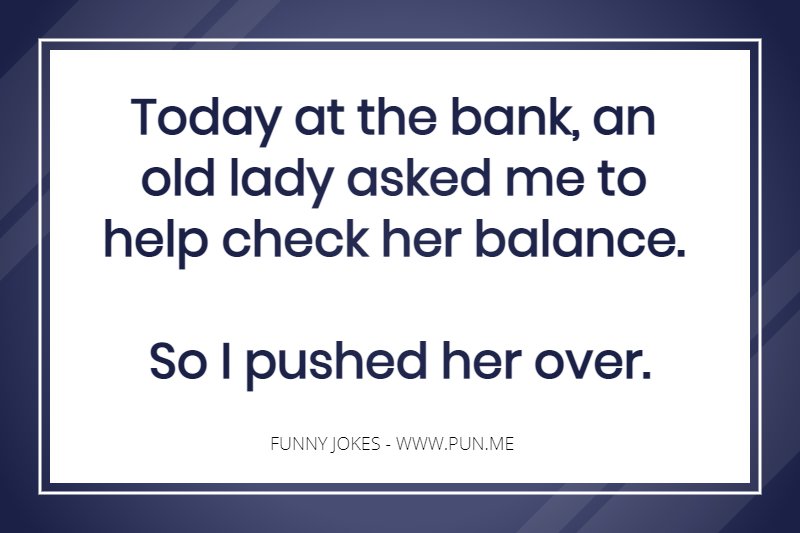 Today at the bank, an
old lady asked me to
help check her balance.
So I pushed her over.
FUNNY JOKES - WWW.PUN.ME